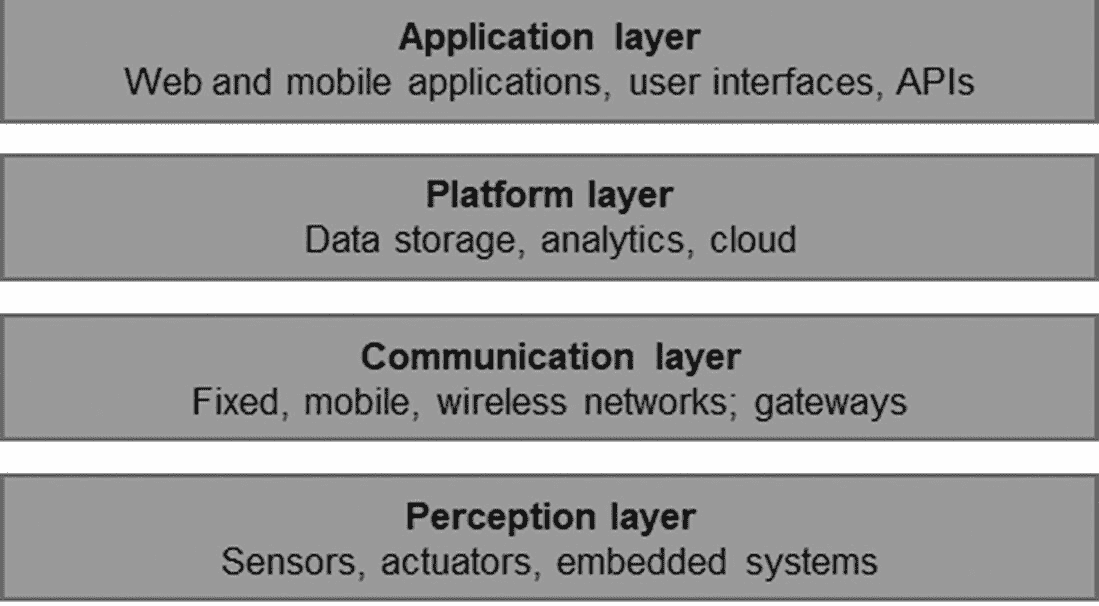 Application layer
Web and mobile applications, user interfaces, APIs
Platform layer
Data storage, analytics, cloud
Communication layer
Fixed, mobile, wireless networks; gateways
Perception layer
Sensors, actuators, embedded systems